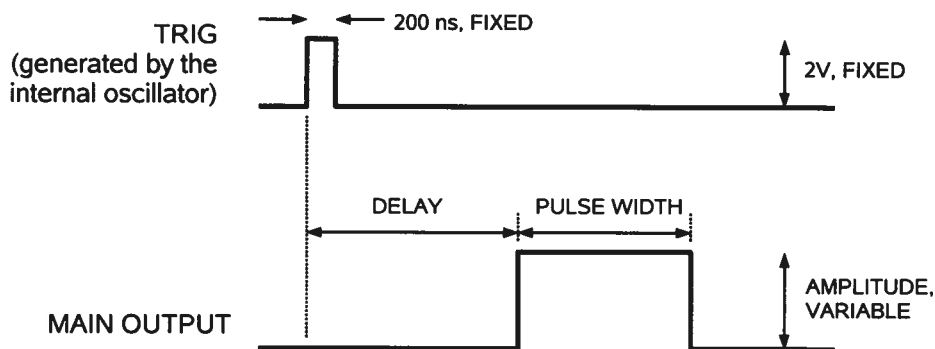 200 ns, FIXED
TRIG
(generated by the
internal oscillator)
2V, FIXED
DELAY
PULSE WIDTH
AMPLITUDE,
VARIABLE
MAIN OUTPUT